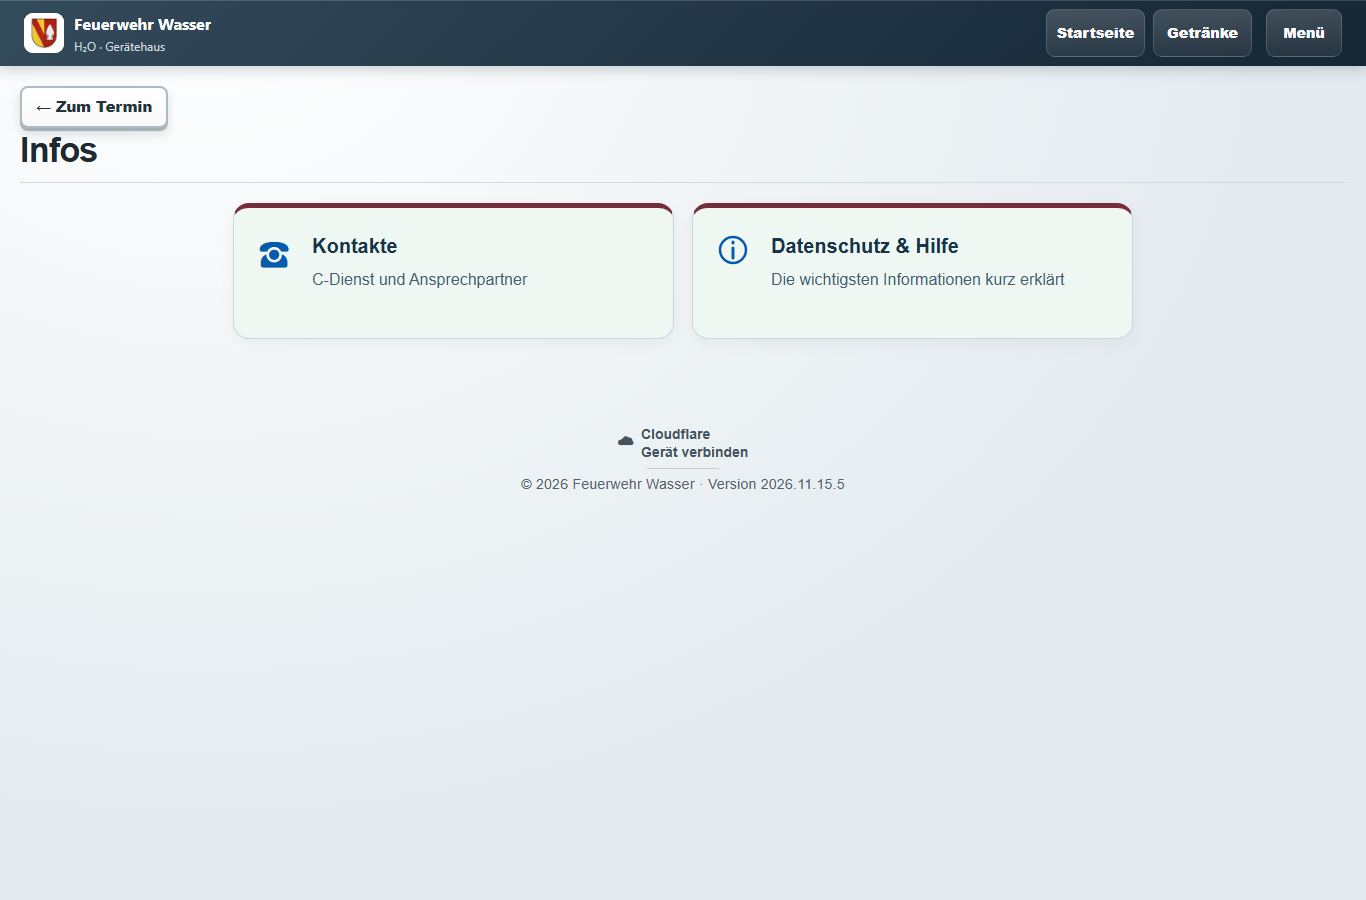 Feuerwehr Wasser
H₂O · Gerätehaus
Startseite
Getränke
Menü
← Zum Termin
Infos
Kontakte
C-Dienst und Ansprechpartner
Datenschutz & Hilfe
Die wichtigsten Informationen kurz erklärt
Cloudflare
Gerät verbinden
© 2026 Feuerwehr Wasser · Version 2026.11.15.5